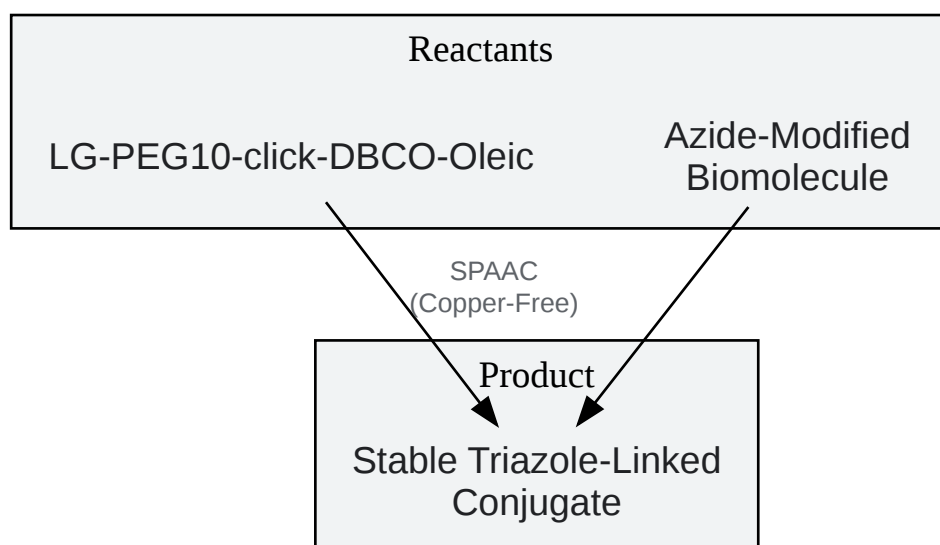 Reactants
LG-PEG10-click-DBCO-Oleic
Azide-Modified
Biomolecule
SPAAC
(Copper-Free)
Product
Stable Triazole-Linked
Conjugate